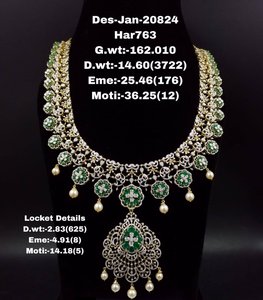 Des-Jan-20824
Har763
G.wt:-162.010
D.wt:-14.60(3722)
Eme:-25.46(176)
Moti:-36.25(12)
Locket Details
D.wt:-2.83(625)
Eme:-4.91(8)
Moti:-14.18(5)